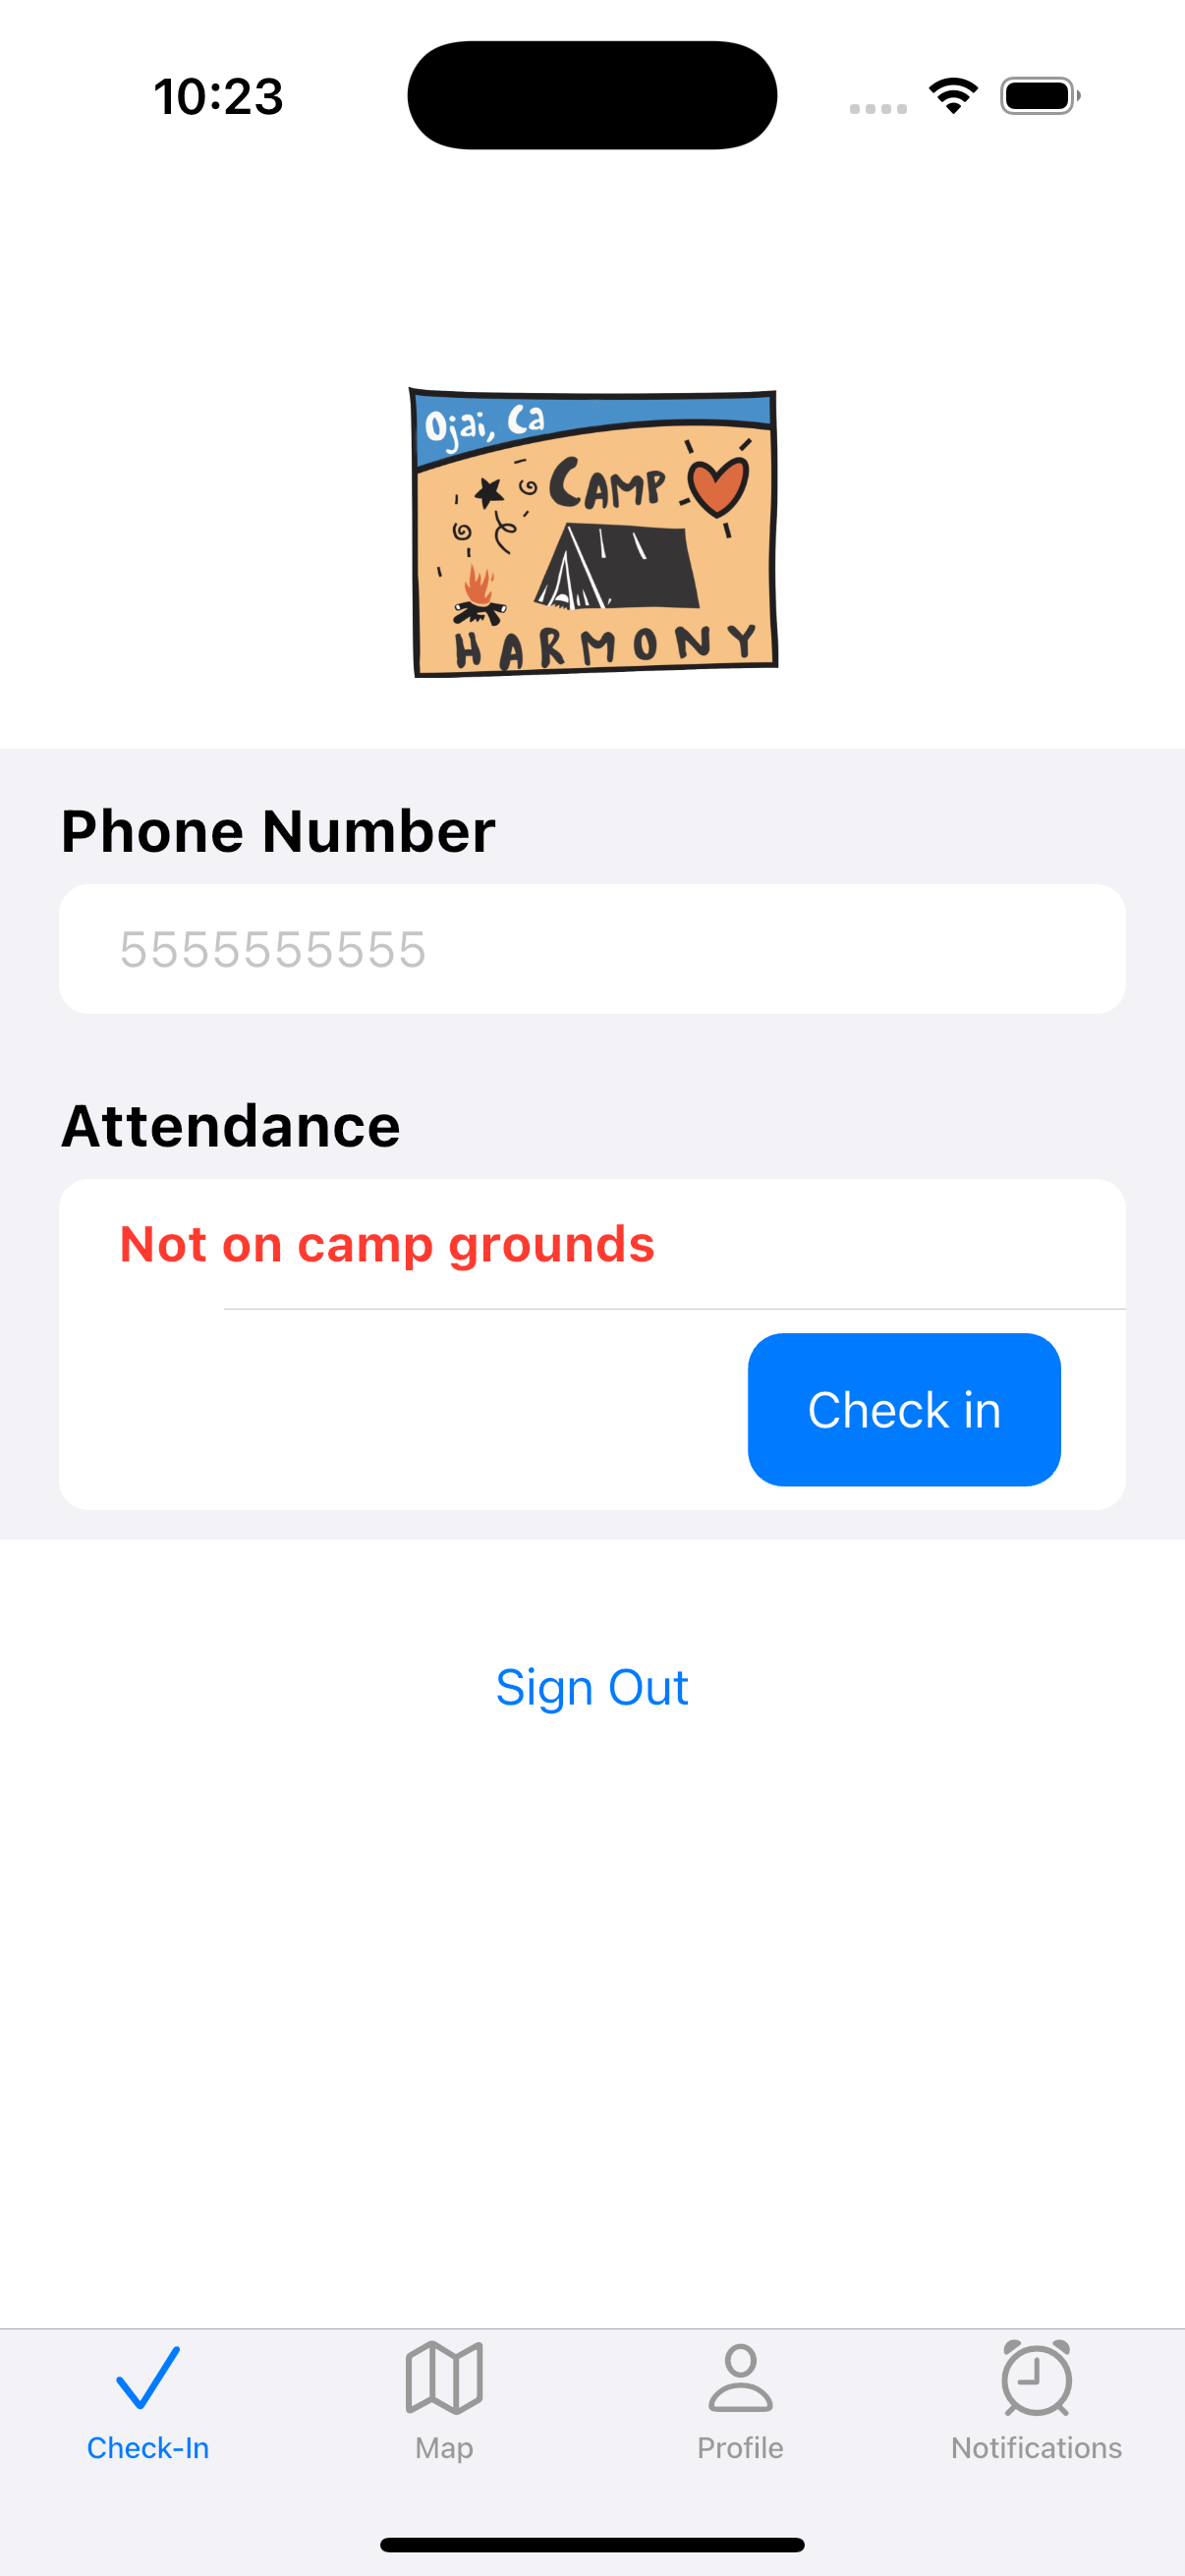 10:23
Ojai, Ca
CAMP
HARMONY
Phone Number
5555555555
Attendance
Not on camp grounds
Check in
Sign Out
Check-In
Map
Profile
Notifications